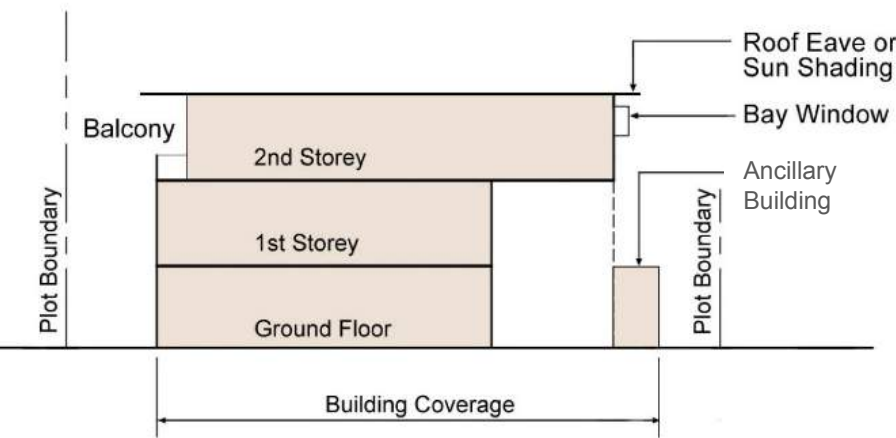 Roof Eave or
Sun Shading
Bay Window
Balcony
2nd Storey
Ancillary
Building
1st Storey
Plot Boundary
Plot Boundary
Ground Floor
Building Coverage